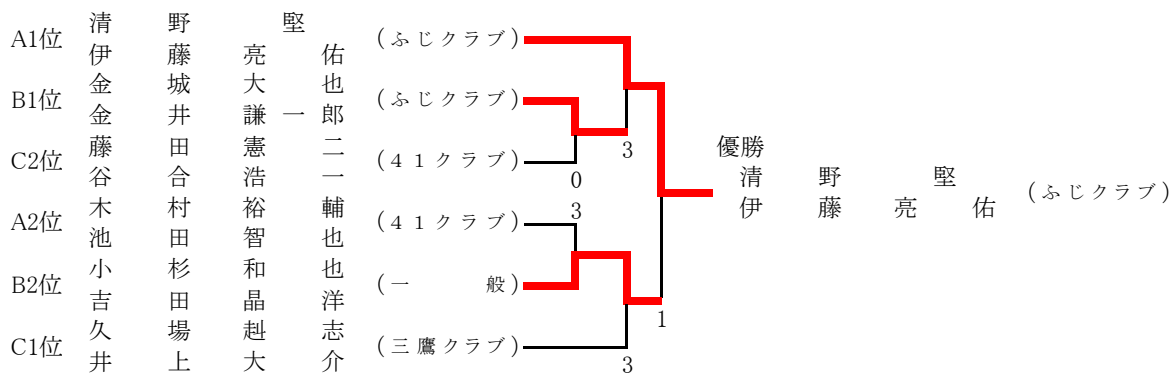 A1位 清野堅 伊藤亮佑 (ふじクラブ)
B1位 金城大也 金井謙一郎 (ふじクラブ)
3
C2位 藤田憲二 谷合浩一 (41クラブ)
0
優勝
清野堅 伊藤亮佑 (ふじクラブ)
3
A2位 木村裕輔 池田智也 (41クラブ)
B2位 小杉和也 吉田晶洋 (一般)
1
C1位 久場赳志 井上大介 (三鷹クラブ)
3